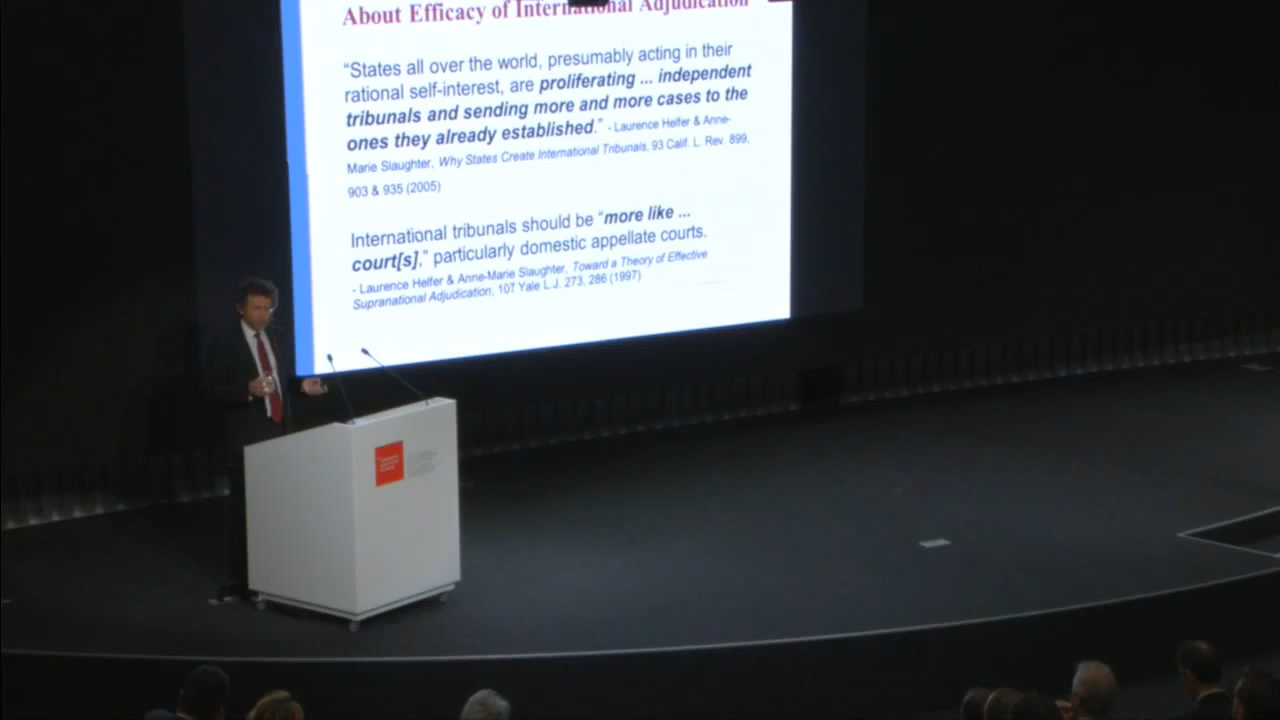 About Efficacy of International Adjudication
“States all over the world, presumably acting in their
rational self-interest, are proliferating ... independent
tribunals and sending more and more cases to the
ones they already established.” - Laurence Helfer & Anne-
Marie Slaughter, Why States Create International Tribunals, 93 Calif. L. Rev. 899,
903 & 935 (2005)
International tribunals should be “more like ...
court[s],” particularly domestic appellate courts.
- Laurence Helfer & Anne-Marie Slaughter, Toward a Theory of Effective
Supranational Adjudication, 107 Yale L.J. 273, 286 (1997)